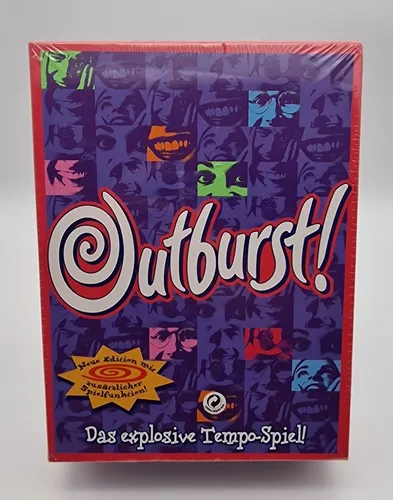 Outburst!
Neue Edition mit
zusätzlicher
Spielfunktion!
Das explosive Tempo-Spiel!